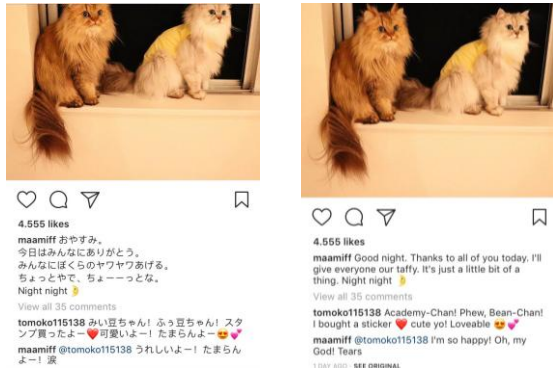 4.555 likes
maamiff おやすみ。
今日はみんなにありがとう。
みんなにぼくらのヤワヤワあげる。
ちょっとやで、ちょーーっとな。
Night night 🌛
View all 35 comments
tomoko115138 みい豆ちゃん！ふぅ豆ちゃん！スタ
ンプ買ったよー❤️可愛いよー！たまらんよー😍💕
maamiff @tomoko115138 うれしいよー！たまらん
よー！涙
4.555 likes
maamiff Good night. Thanks to all of you today. I'll
give everyone our taffy. It's just a little bit of a
thing. Night night 🌛
View all 35 comments
tomoko115138 Academy-Chan! Phew, Bean-Chan!
I bought a sticker ❤️ cute yo! Loveable 😍💕
maamiff @tomoko115138 I'm so happy! Oh, my
God! Tears
1 DAY AGO · SEE ORIGINAL